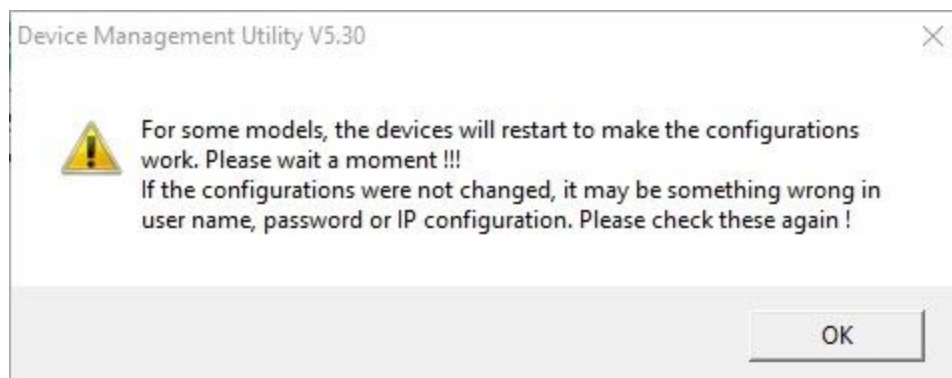 Device Management Utility V5.30
For some models, the devices will restart to make the configurations
work. Please wait a moment !!!
If the configurations were not changed, it may be something wrong in
user name, password or IP configuration. Please check these again !
OK